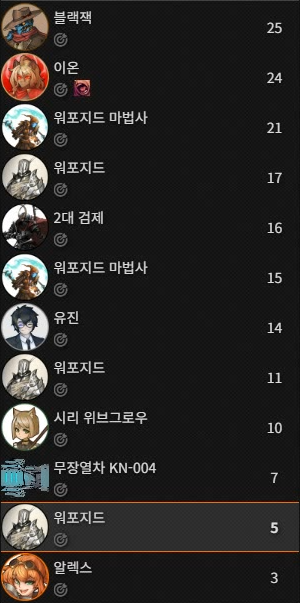 블랙잭
25
이온
24
워포지드 마법사
21
워포지드
17
2대 검제
16
워포지드 마법사
15
유진
14
워포지드
11
시리 위브그로우
10
무장열차 KN-004
7
워포지드
5
알렉스
3